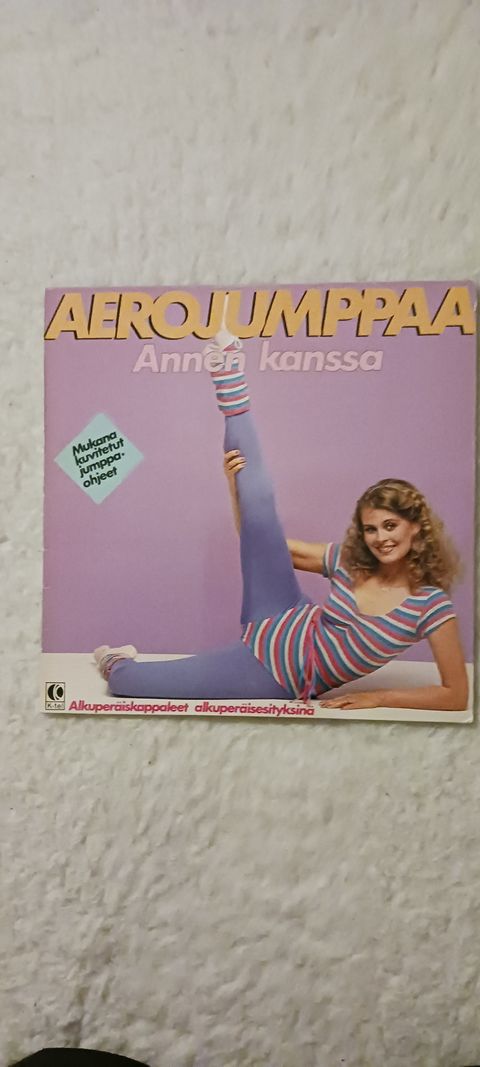 AEROJUMPPAA
Annen kanssa
Mukana
kuvitetut
jumppa-
ohjeet
K-tel
Alkuperäiskappaleet alkuperäisesityksinä